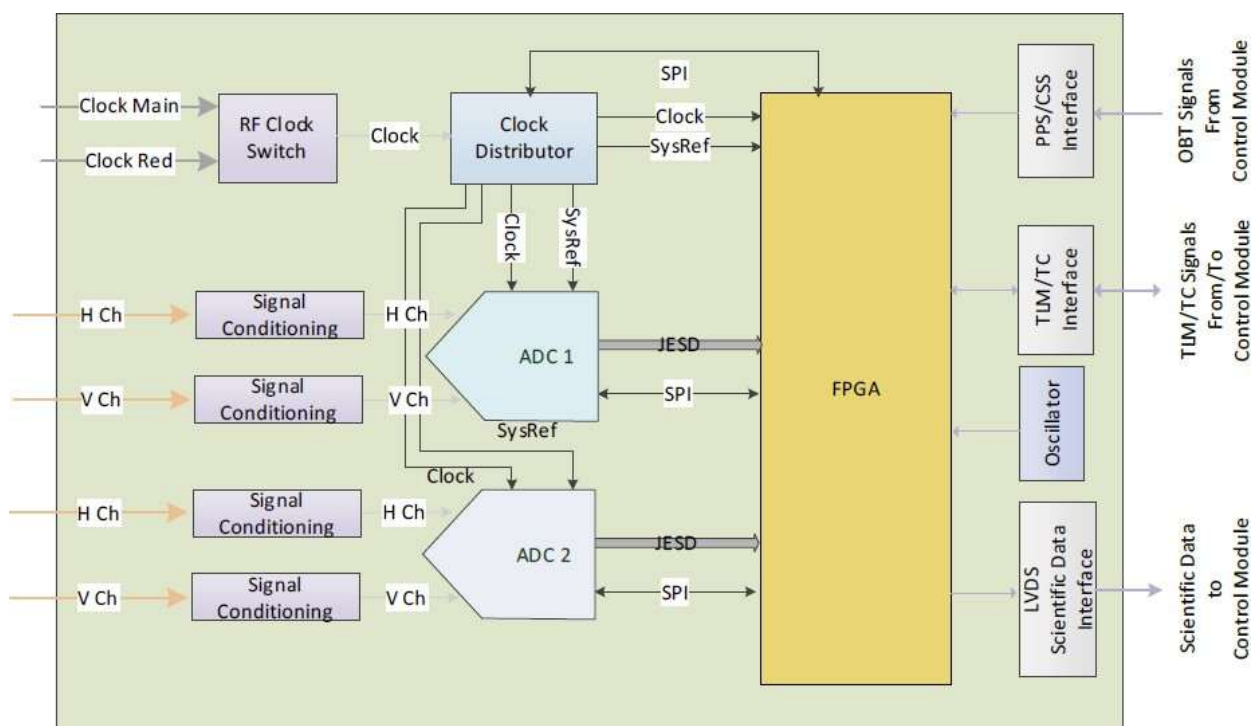 SPI
Clock Main
Clock Red
RF Clock
Switch
Clock
Clock
Distributor
Clock
SysRef
PPS/CSS
Interface
OBT Signals
From
Control Module
Clock
SysRef
H Ch
Signal
Conditioning
H Ch
ADC 1
JESD
SPI
V Ch
Signal
Conditioning
V Ch
SysRef
Clock
FPGA
TLM/TC
Interface
TLM/TC Signals
From/To
Control Module
Oscillator
H Ch
Signal
Conditioning
H Ch
ADC 2
JESD
SPI
V Ch
Signal
Conditioning
V Ch
LVDS
Scientific Data
Interface
Scientific Data
to
Control Module